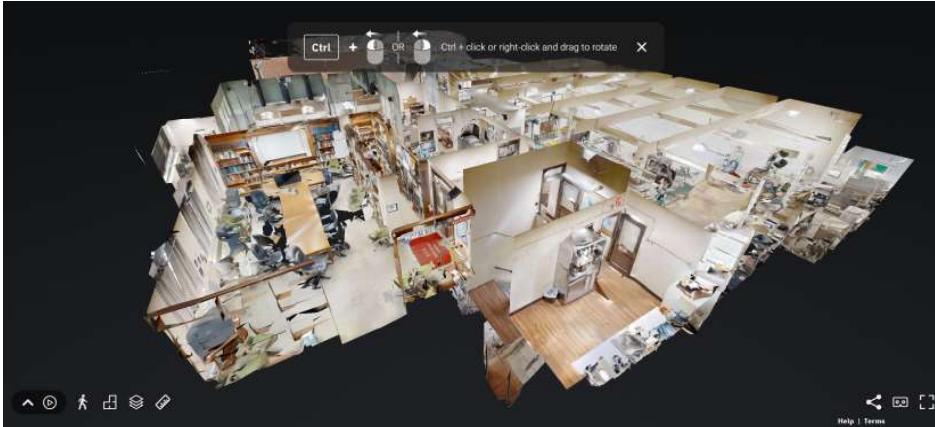 Ctrl + OR Ctrl + click or right-click and drag to rotate ×
Help | Terms